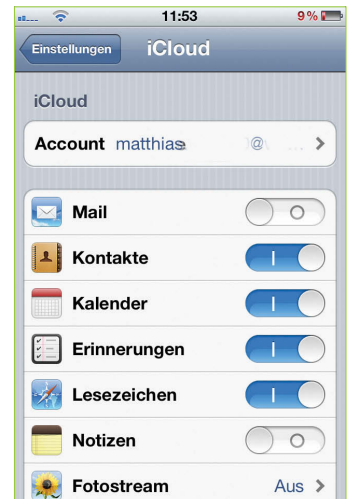 11:53 9%
Einstellungen iCloud
iCloud
Account matthias @
Mail
Kontakte
Kalender
Erinnerungen
Lesezeichen
Notizen
Fotostream Aus